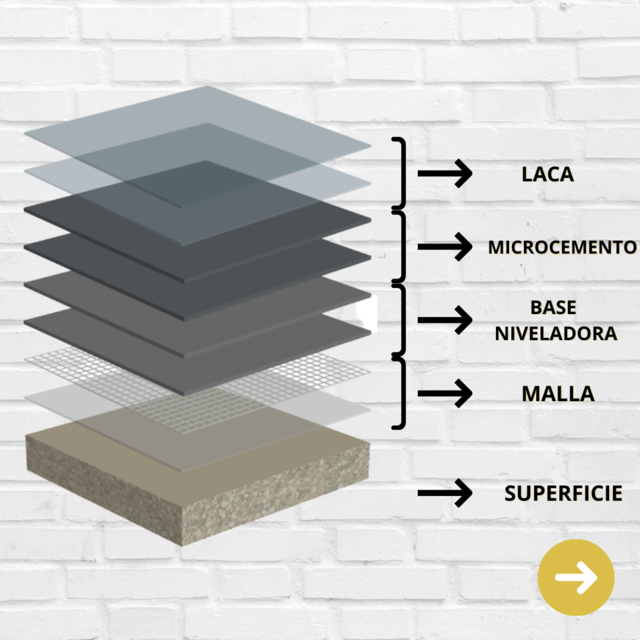 LACA
MICROCEMENTO
BASE
NIVELADORA
MALLA
SUPERFICIE